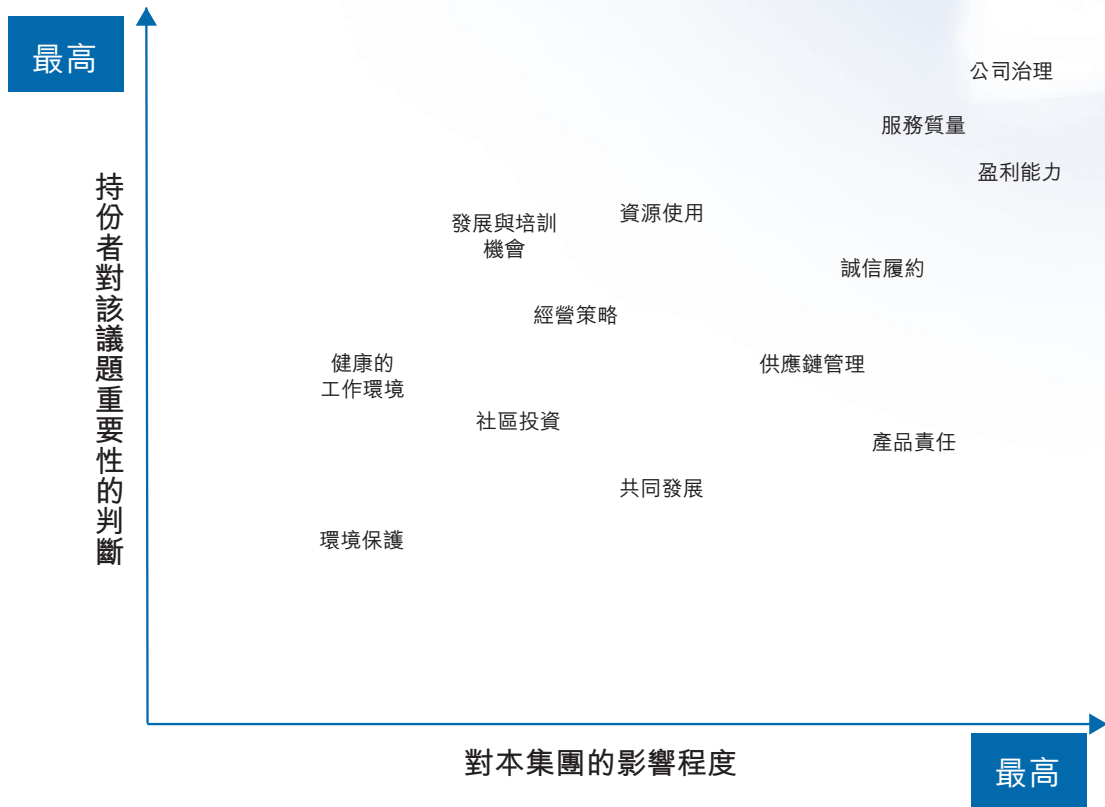 最高
公司治理
服務質量
盈利能力
持份者對該議題重要性的判斷
資源使用
發展與培訓
機會
誠信履約
經營策略
健康的
工作環境
供應鏈管理
社區投資
產品責任
共同發展
環境保護
對本集團的影響程度
最高